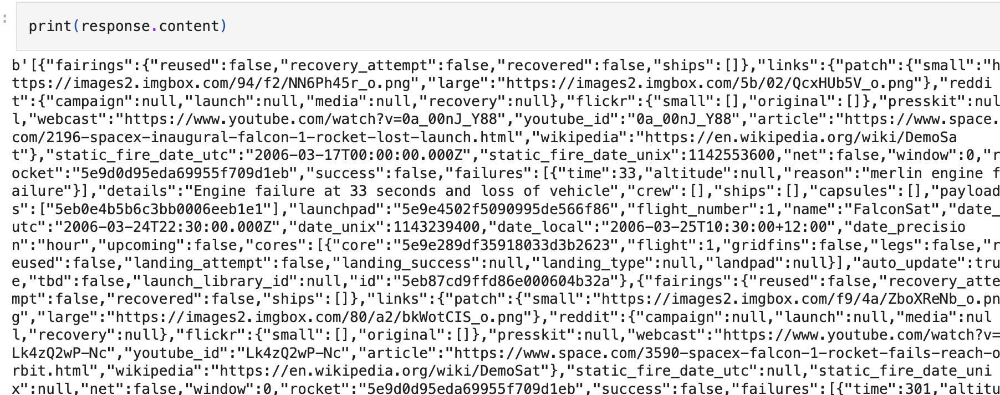 :
print(response.content)
b'[{"fairings":{"reused":false,"recovery_attempt":false,"recovered":false,"ships":[]},"links":{"patch":{"small":"h
ttps://images2.imgbox.com/94/f2/NN6Ph45r_o.png","large":"https://images2.imgbox.com/5b/02/QcxHUb5V_o.png"},"reddi
t":{"campaign":null,"launch":null,"media":null,"recovery":null},"flickr":{"small":[],"original":[]},"presskit":nul
l,"webcast":"https://www.youtube.com/watch?v=0a_00nJ_Y88","youtube_id":"0a_00nJ_Y88","article":"https://www.space.
com/2196-spacex-inaugural-falcon-1-rocket-lost-launch.html","wikipedia":"https://en.wikipedia.org/wiki/DemoSa
t"},"static_fire_date_utc":"2006-03-17T00:00:00.000Z","static_fire_date_unix":1142553600,"net":false,"window":0,"r
ocket":"5e9d0d95eda69955f709d1eb","success":false,"failures":[{"time":33,"altitude":null,"reason":"merlin engine f
ailure"}],"details":"Engine failure at 33 seconds and loss of vehicle","crew":[],"ships":[],"capsules":[],"payload
s":["5eb0e4b5b6c3bb0006eeb1e1"],"launchpad":"5e9e4502f5090995de566f86","flight_number":1,"name":"FalconSat","date_
utc":"2006-03-24T22:30:00.000Z","date_unix":1143239400,"date_local":"2006-03-25T10:30:00+12:00","date_precisio
n":"hour","upcoming":false,"cores":[{"core":"5e9e289df35918033d3b2623","flight":1,"gridfins":false,"legs":false,"r
eused":false,"landing_attempt":false,"landing_success":null,"landing_type":null,"landpad":null}],"auto_update":tru
e,"tbd":false,"launch_library_id":null,"id":"5eb87cd9ffd86e000604b32a"},{"fairings":{"reused":false,"recovery_atte
mpt":false,"recovered":false,"ships":[]},"links":{"patch":{"small":"https://images2.imgbox.com/f9/4a/ZboXReNb_o.pn
g","large":"https://images2.imgbox.com/80/a2/bkWotCIS_o.png"},"reddit":{"campaign":null,"launch":null,"media":nul
l,"recovery":null},"flickr":{"small":[],"original":[]},"presskit":null,"webcast":"https://www.youtube.com/watch?v=
Lk4zQ2wP-Nc","youtube_id":"Lk4zQ2wP-Nc","article":"https://www.space.com/3590-spacex-falcon-1-rocket-fails-reach-o
rbit.html","wikipedia":"https://en.wikipedia.org/wiki/DemoSat"},"static_fire_date_utc":null,"static_fire_date_uni
x":null,"net":false,"window":0,"rocket":"5e9d0d95eda69955f709d1eb","success":false,"failures":[{"time":301,"altitu